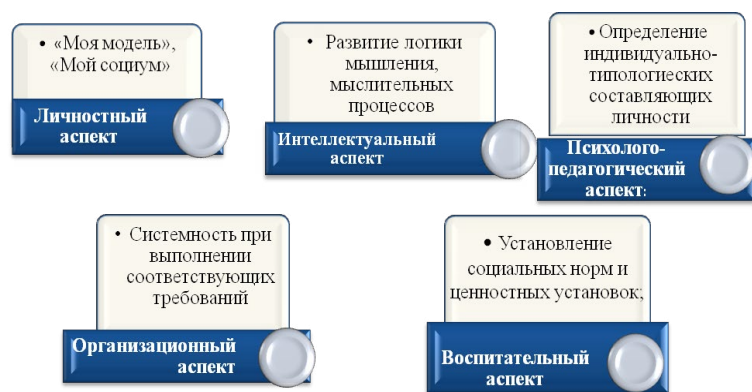 • «Моя модель»,
«Мой социум»
Личностный
аспект
• Развитие логики
мышления,
мыслительных
процессов
Интеллектуальный
аспект
• Определение
индивидуально-
типологиеских
составляющих
личности
Психолого-
педагогический
аспект:
• Системность при
выполнении
соответствующих
требований
Организационный
аспект
• Установление
социальных норм и
ценностных установок;
Воспитательный
аспект